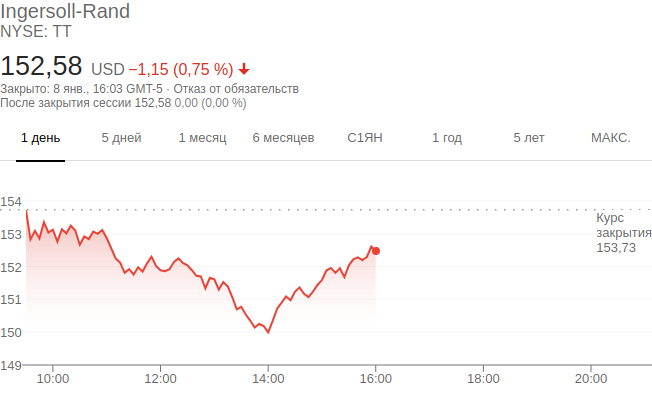 Ingersoll-Rand
NYSE: TT
152,58 USD −1,15 (0,75 %)
Закрыто: 8 янв., 16:03 GMT-5 · Отказ от обязательств
После закрытия сессии 152,58 0,00 (0,00 %)
1 день 5 дней 1 месяц 6 месяцев С1ЯН 1 год 5 лет МАКС.
154
Курс
закрытия
153,73
153
152
151
150
149
10:00 12:00 14:00 16:00 18:00 20:00